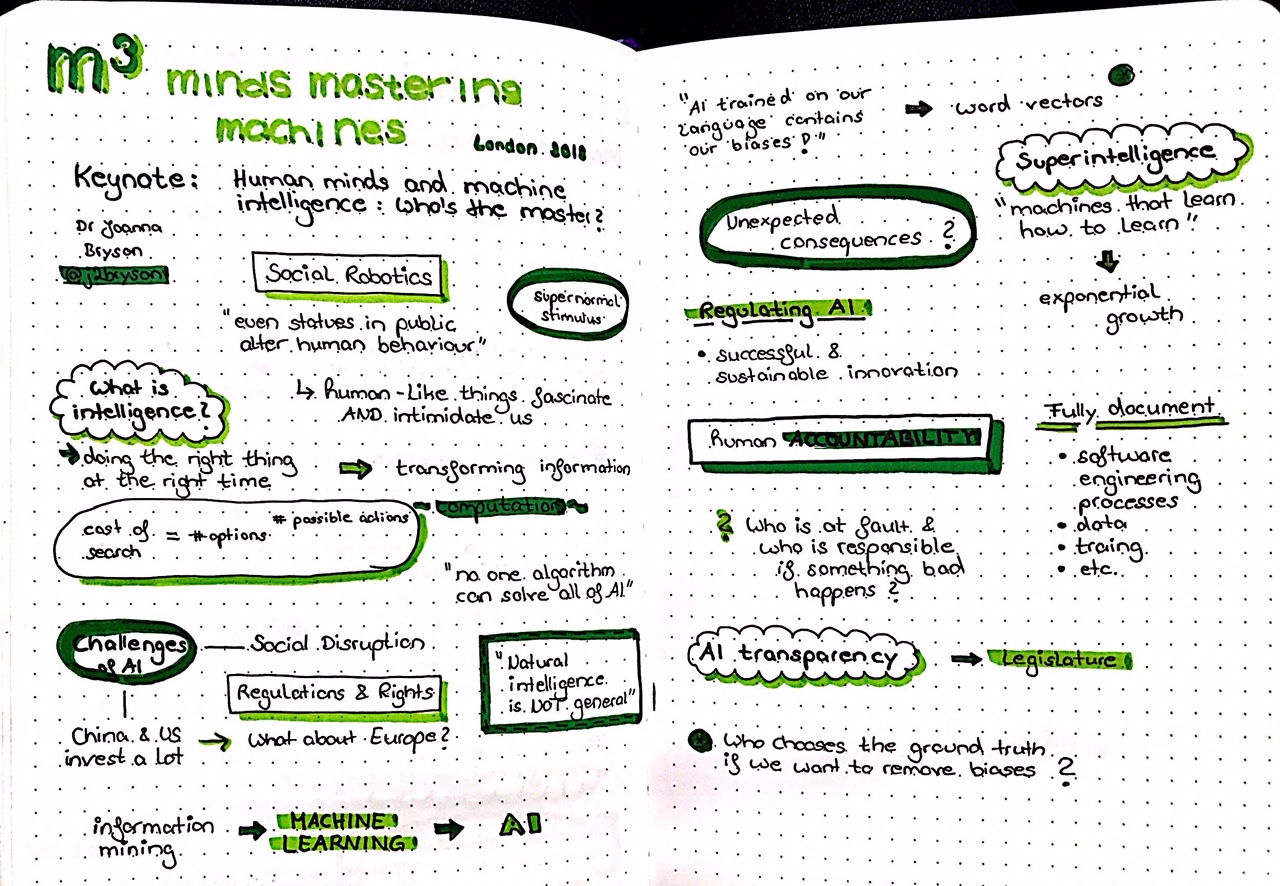 m³ minds mastering
machines
London 2018
Keynote:
Human minds and machine
intelligence: who's the master?
Dr Joanna
Bryson
@j2bryson
Social Robotics
supernormal
stimulus
"even statues in public
alter human behaviour"
What is
intelligence?
↳ human-like things fascinate
AND intimidate us
→ doing the right thing
at the right time
⇒ transforming information
~ computation ~
cost of
search = #options # possible actions
"no one algorithm
can solve all of AI"
Challenges
of AI
Social Disruption
Regulations & Rights
"Natural
intelligence
is NOT general"
China & US
invest a lot
→ what about Europe?
information
mining
→ MACHINE
LEARNING → AI
"AI trained on our
language contains
our biases!"
→ word vectors
Superintelligence
"machines that learn
how to learn"
↓
exponential
growth
Unexpected
consequences ?
Regulating AI
• successful &
sustainable innovation
human ACCOUNTABILITY
Fully document
• software
engineering
processes
• data
• traing
• etc.
? Who is at fault &
who is responsible
if something bad
happens ?
AI transparency → Legislature
Who chooses the ground truth
if we want to remove biases ?